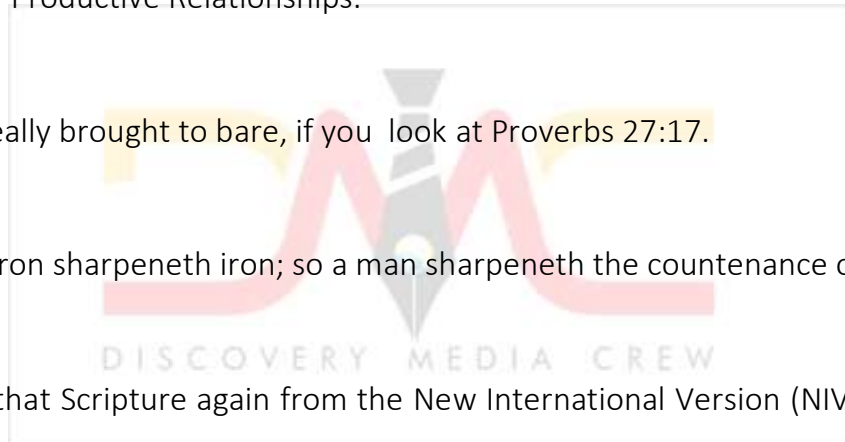 Productive Relationships.
eally brought to bare, if you look at Proverbs 27:17.
ron sharpeneth iron; so a man sharpeneth the countenance
DISCOVERY MEDIA CREW
that Scripture again from the New International Version (NIV